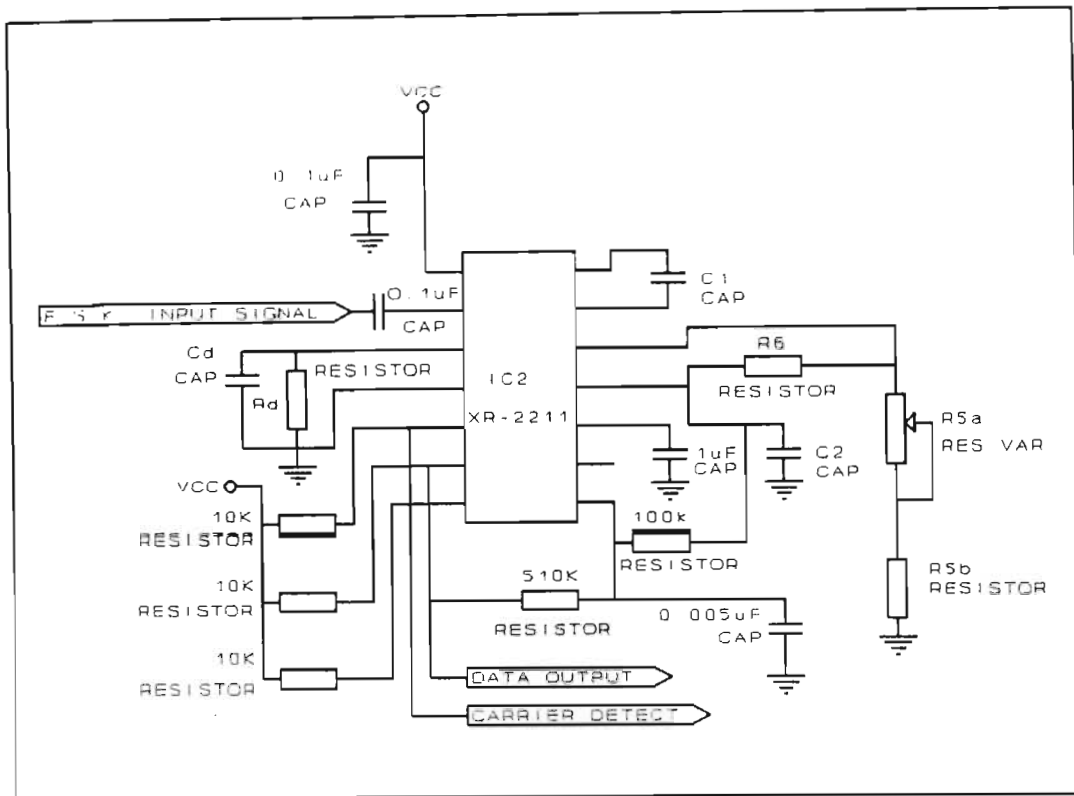 VCC
0.1uF
CAP
0.1uF
CAP
C1
CAP
F S K INPUT SIGNAL
Cd
CAP
Rd
RESISTOR
IC2
XR-2211
R6
RESISTOR
R5a
RES VAR
1uF
CAP
C2
CAP
VCC
10K
RESISTOR
100k
RESISTOR
10K
RESISTOR
510K
RESISTOR
R5b
RESISTOR
0 005uF
CAP
10K
RESISTOR
DATA OUTPUT
CARRIER DETECT